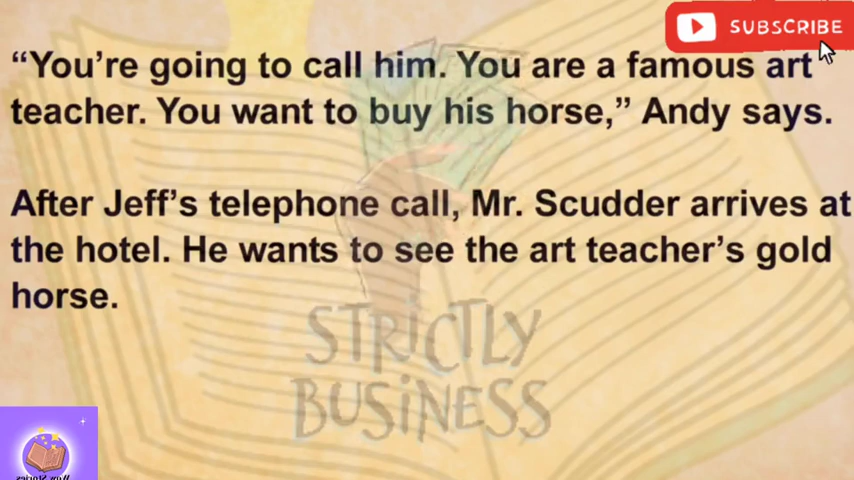 SUBSCRIBE
“You’re going to call him. You are a famous art
teacher. You want to buy his horse,” Andy says.
After Jeff’s telephone call, Mr. Scudder arrives at
the hotel. He wants to see the art teacher’s gold
horse.
STRiCTLY
BUSiNESS